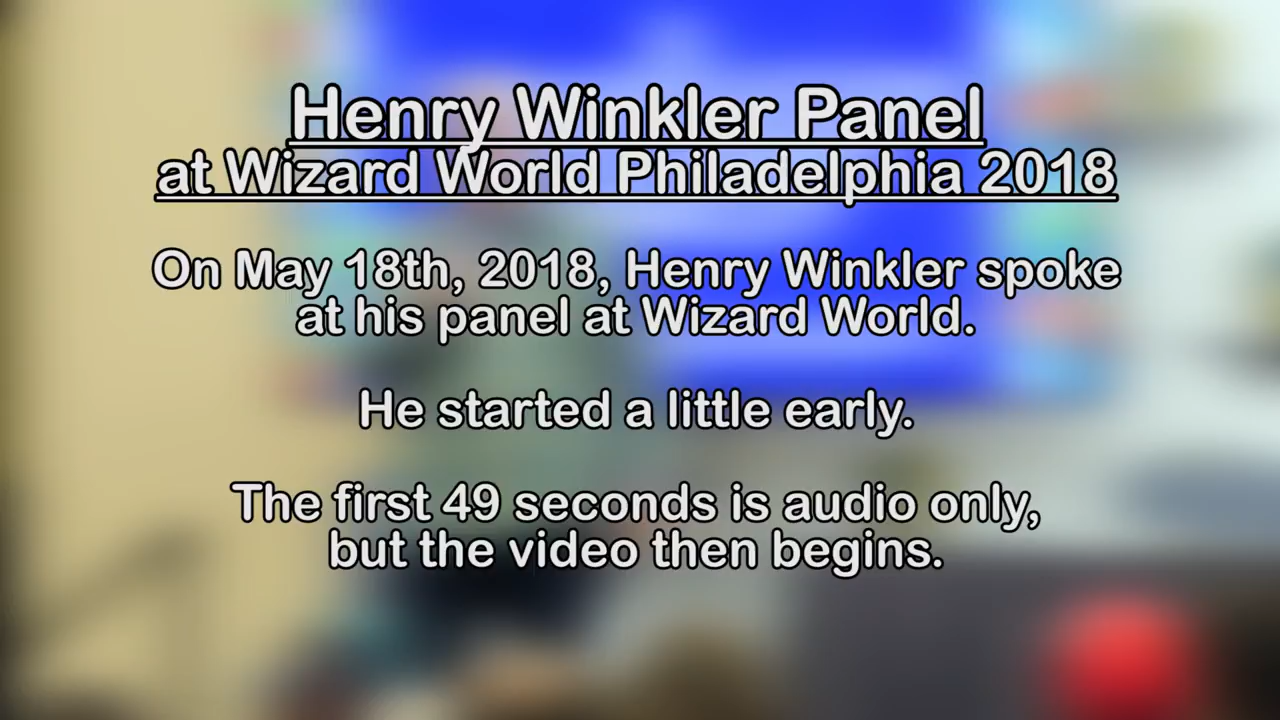 Henry Winkler Panel
at Wizard World Philadelphia 2018
On May 18th, 2018, Henry Winkler spoke
at his panel at Wizard World.
He started a little early.
The first 49 seconds is audio only,
but the video then begins.